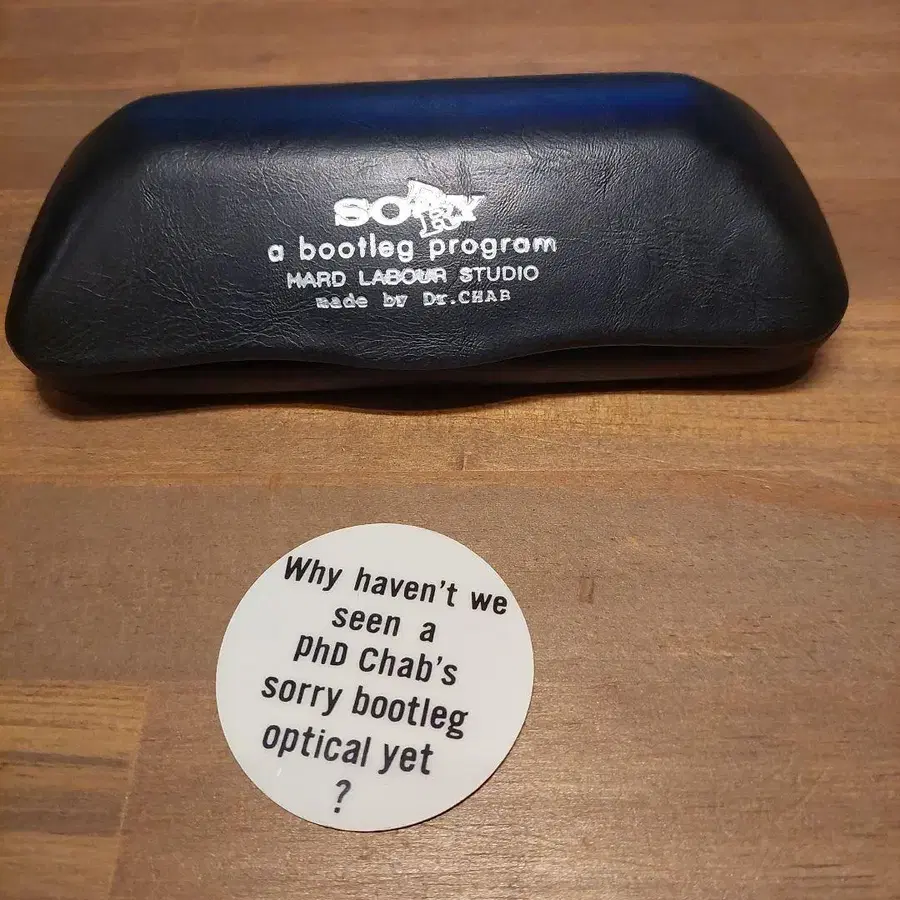 SORRY
a bootleg program
HARD LABOUR STUDIO
made by Dr.CHAB
Why haven't we
seen a
phD Chab's
sorry bootleg
optical yet
?